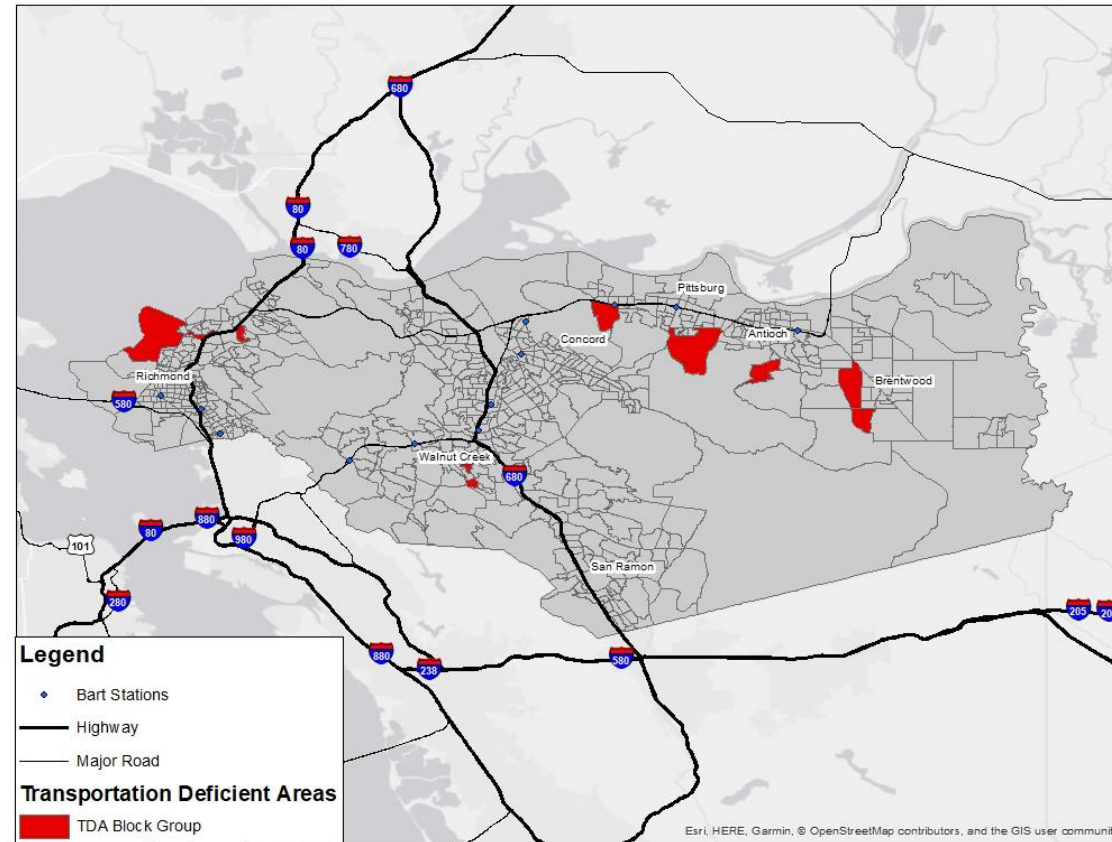 680
80
80
780
Pittsburg
Concord
Antioch
Richmond
580
Brentwood
Walnut Creek
680
880
80
980
101
San Ramon
280
205
20
880
238
580
Legend
Bart Stations
Highway
Major Road
Transportation Deficient Areas
TDA Block Group
Esri, HERE, Garmin, © OpenStreetMap contributors, and the GIS user communit